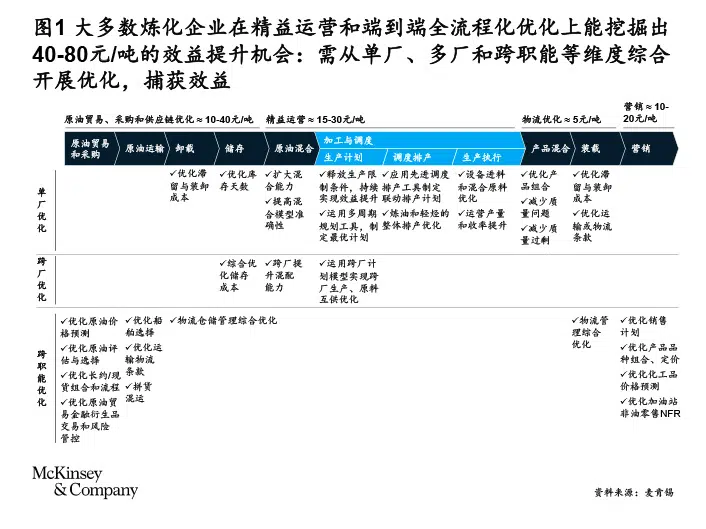 图1 大多数炼化企业在精益运营和端到端全流程化优化上能挖掘出
40-80元/吨的效益提升机会：需从单厂、多厂和跨职能等维度综合
开展优化，捕获效益
原油贸易、采购和供应链优化 ≈ 10-40元/吨
精益运营 ≈ 15-30元/吨
物流优化 ≈ 5元/吨
营销 ≈ 10-
20元/吨
原油贸易
和采购
原油运输
卸载
储存
原油混合
加工与调度
生产计划
调度排产
生产执行
产品混合
装载
营销
单厂优化
✓优化滞
留与装卸
成本
✓优化库
存天数
✓扩大混
合能力
✓提高混
合模型准
确性
✓释放生产限
制条件，持续
实现效益提升
✓运用多周期
规划工具，制
定最优计划
✓应用先进调度
排产工具制定
联动排产计划
✓炼油和轻烃的
整体排产优化
✓设备进料
和混合原料
优化
✓运营产量
和收率提升
✓优化产
品组合
✓减少质
量问题
✓减少质
量过剩
✓优化滞
留与装卸
成本
✓优化运
输或物流
条款
跨厂优化
✓综合优
化储存
成本
✓跨厂提
升混配
能力
✓运用跨厂计
划模型实现跨
厂生产、原料
互供优化
跨职能优化
✓优化原油价
格预测
✓优化原油评
估与选择
✓优化长约/现
货组合和流程
✓优化原油贸
易金融衍生品
交易和风险
管控
✓优化船
舶选择
✓优化运
输物流
条款
✓拼货
混运
✓物流仓储管理综合优化
✓物流管
理综合
优化
✓优化销售
计划
✓优化产品品
种组合、定价
✓优化化工品
价格预测
✓优化加油站
非油零售NFR
McKinsey
& Company
资料来源：麦肯锡